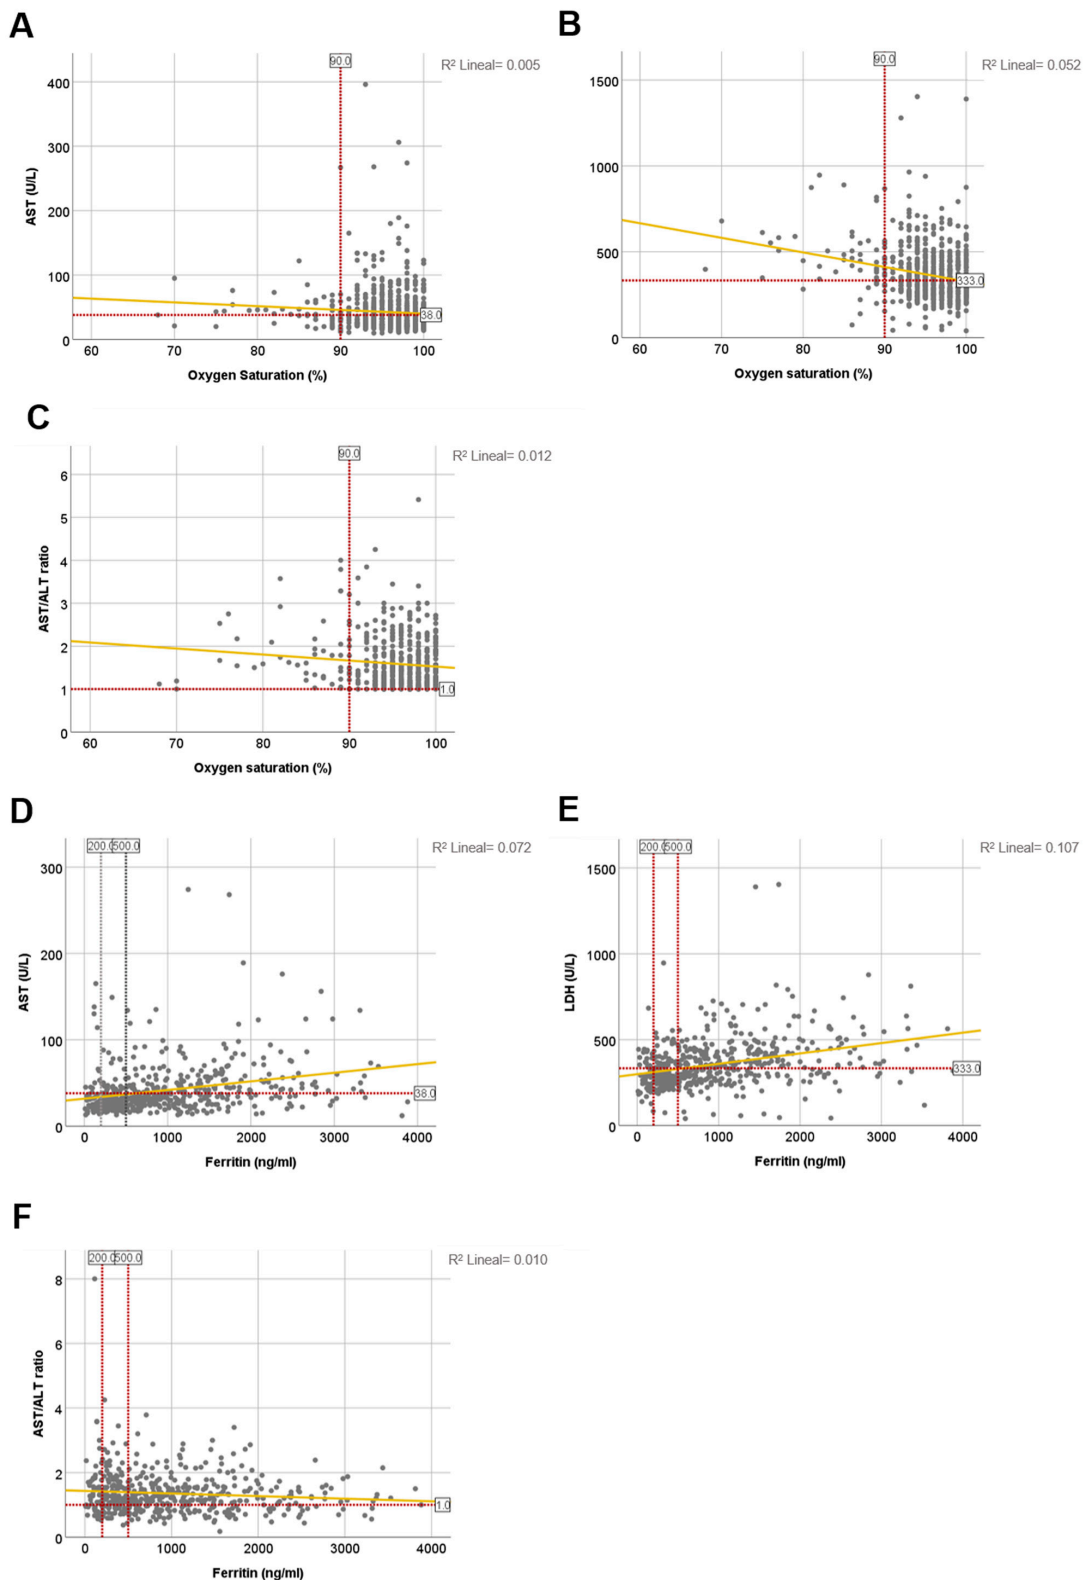 A
90.0
R² Lineal= 0.005
400
300
200
100
0
AST (U/L)
38.0
60 70 80 90 100
Oxygen Saturation (%)
B
90.0
R² Lineal= 0.052
1500
1000
500
0
333.0
60 70 80 90 100
Oxygen saturation (%)
C
90.0
R² Lineal= 0.012
6
5
4
3
2
1
0
AST/ALT ratio
1.0
60 70 80 90 100
Oxygen saturation (%)
D
200.0 500.0
R² Lineal= 0.072
300
200
100
0
AST (U/L)
38.0
0 1000 2000 3000 4000
Ferritin (ng/ml)
E
200.0 500.0
R² Lineal= 0.107
1500
1000
500
0
LDH (U/L)
333.0
0 1000 2000 3000 4000
Ferritin (ng/ml)
F
200.0 500.0
R² Lineal= 0.010
8
6
4
2
0
AST/ALT ratio
1.0
0 1000 2000 3000 4000
Ferritin (ng/ml)